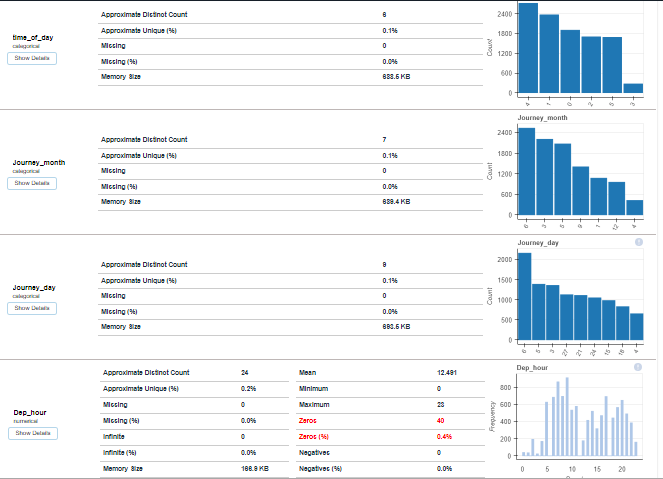 time_of_day
categorical
Show Details
Approximate Distinct Count 6
Approximate Unique (%) 0.1%
Missing 0
Missing (%) 0.0%
Memory Size 688.5 KB
2400
1800
1200
600
0
Count
4 1 0 2 5 3
Journey_month
categorical
Show Details
Approximate Distinct Count 7
Approximate Unique (%) 0.1%
Missing 0
Missing (%) 0.0%
Memory Size 689.4 KB
Journey_month
2400
1800
1200
600
0
Count
6 3 5 9 1 12 4
Journey_day
categorical
Show Details
Approximate Distinct Count 9
Approximate Unique (%) 0.1%
Missing 0
Missing (%) 0.0%
Memory Size 693.5 KB
Journey_day
2000
1500
1000
500
0
Count
6 5 3 27 21 24 15 18 4
Dep_hour
numerical
Show Details
Approximate Distinct Count 24
Approximate Unique (%) 0.2%
Missing 0
Missing (%) 0.0%
Infinite 0
Infinite (%) 0.0%
Memory Size 166.9 KB
Mean 12.491
Minimum 0
Maximum 23
Zeros 40
Zeros (%) 0.4%
Negatives 0
Negatives (%) 0.0%
Dep_hour
800
600
400
200
0
Frequency
0 5 10 15 20